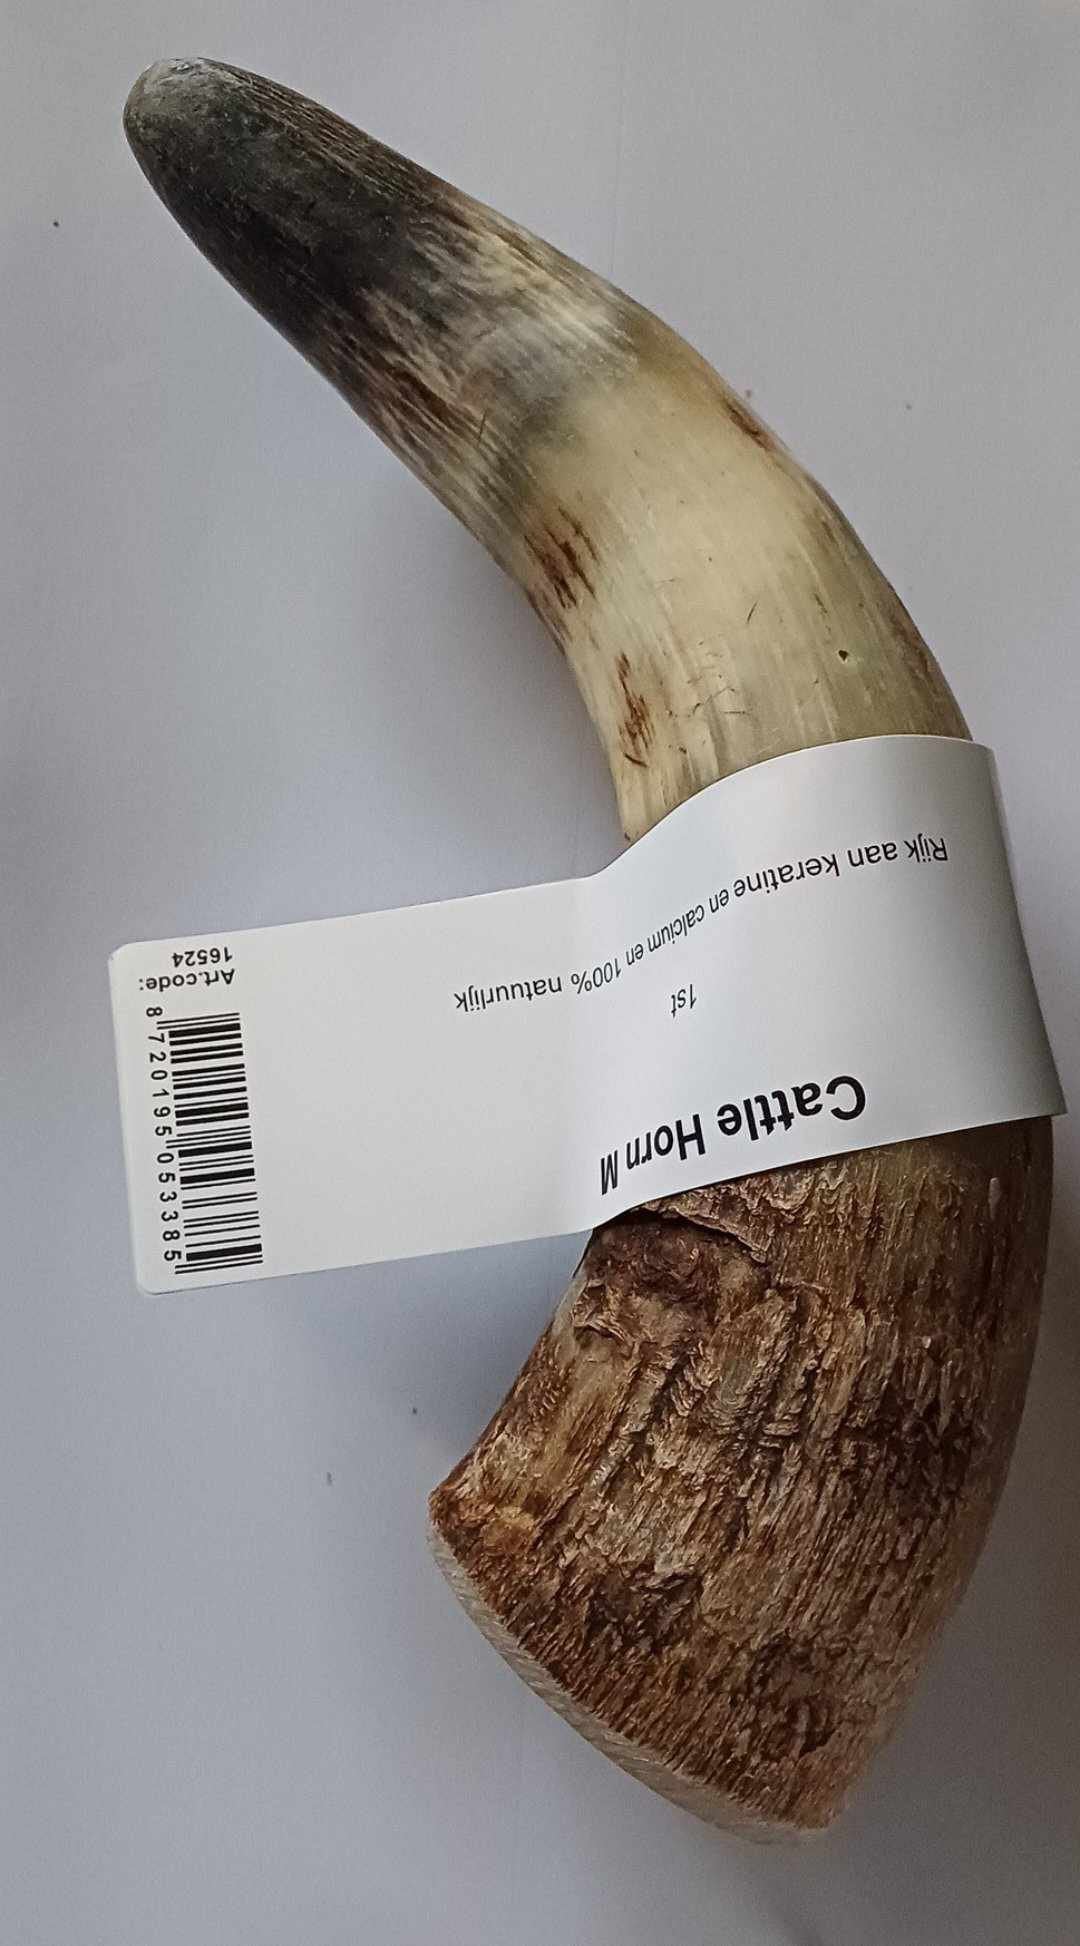 Cattle Horn M
1st
Rijk aan keratine en calcium en 100% natuurlijk
8 720195 053385
Art.code:
16524